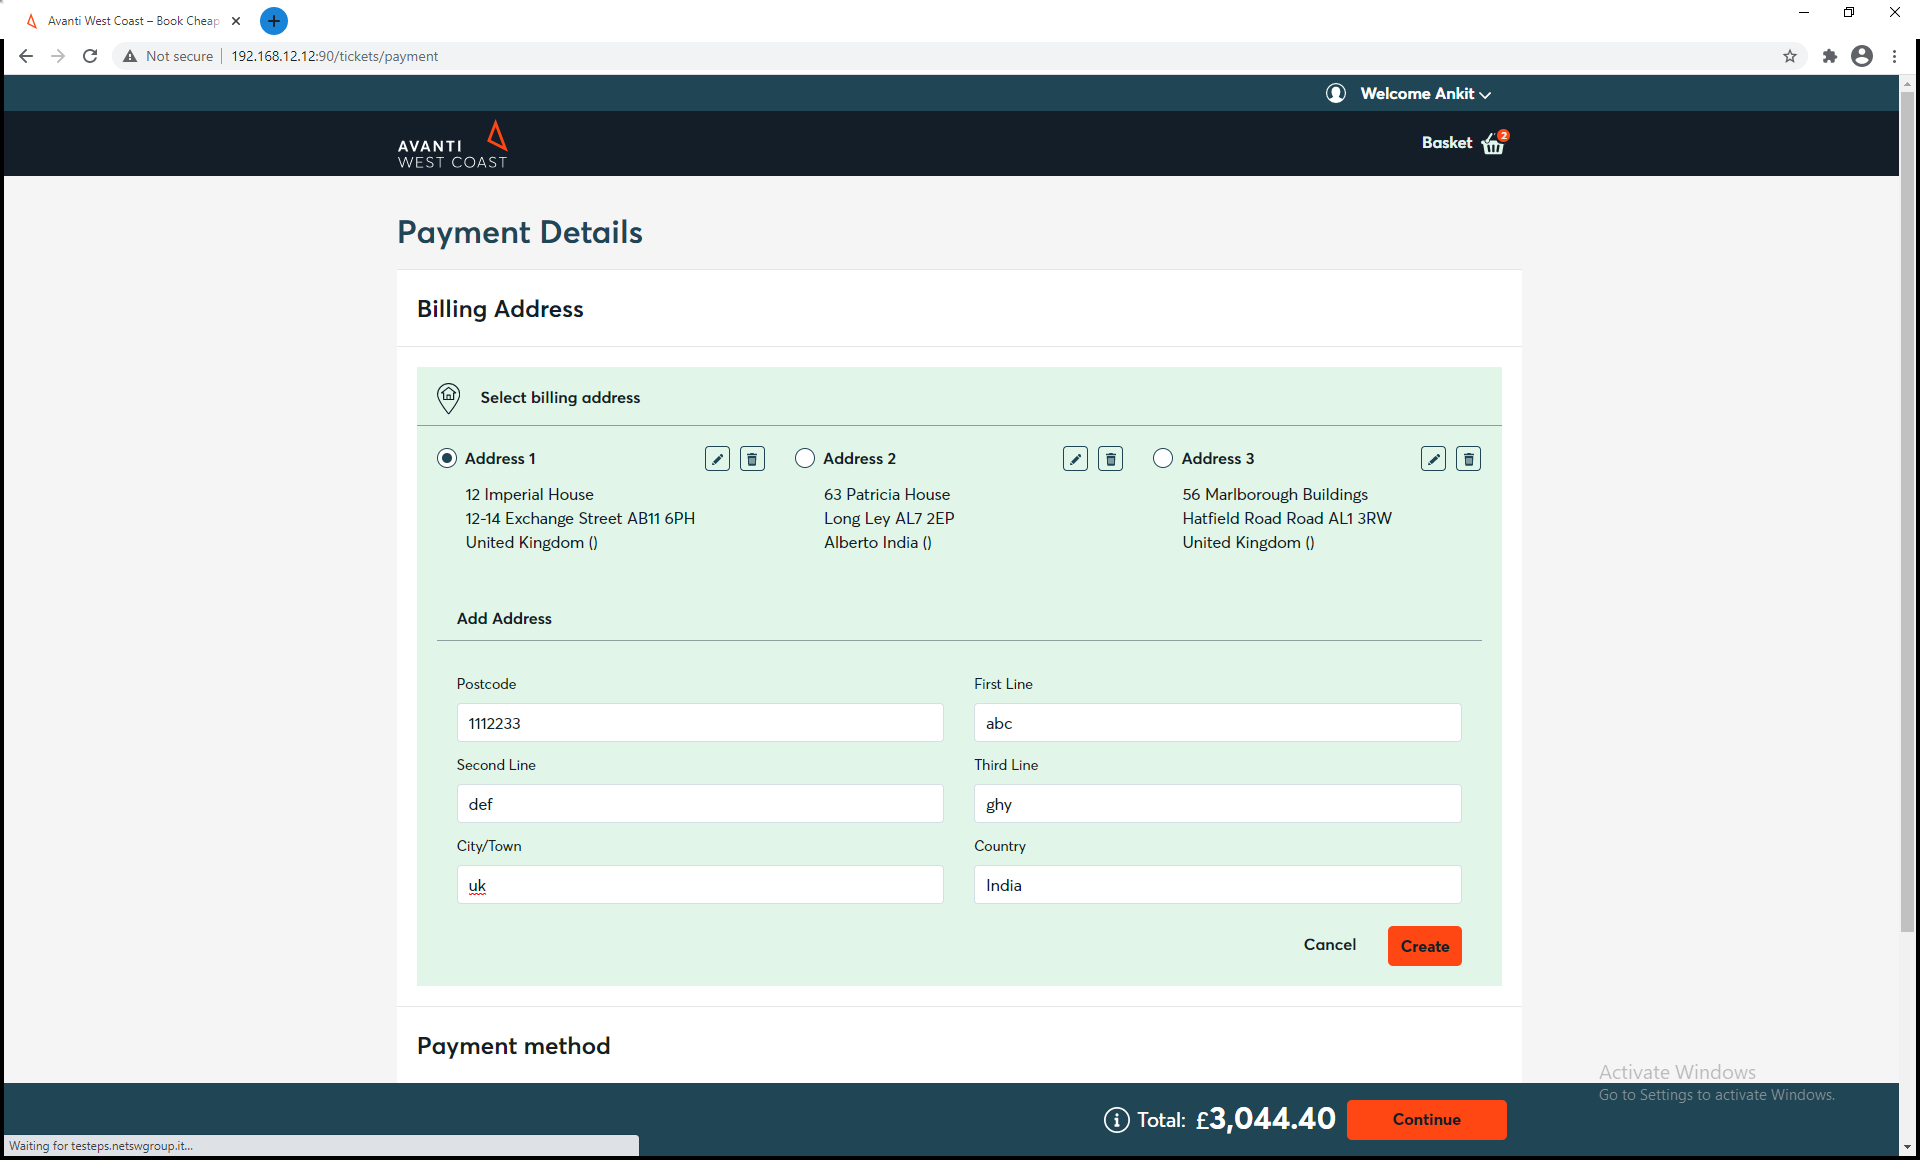 Avanti West Coast – Book Cheap
Not secure
192.168.12.12:90/tickets/payment
Welcome Ankit
AVANTI
WEST COAST
Basket
2
Payment Details
Billing Address
Select billing address
Address 1
12 Imperial House
12-14 Exchange Street AB11 6PH
United Kingdom ()
Address 2
63 Patricia House
Long Ley AL7 2EP
Alberto India ()
Address 3
56 Marlborough Buildings
Hatfield Road Road AL1 3RW
United Kingdom ()
Add Address
Postcode
1112233
First Line
abc
Second Line
def
Third Line
ghy
City/Town
uk
Country
India
Cancel
Create
Payment method
Activate Windows
Go to Settings to activate Windows.
Total: £3,044.40
Continue
Waiting for testeps.netswgroup.it...